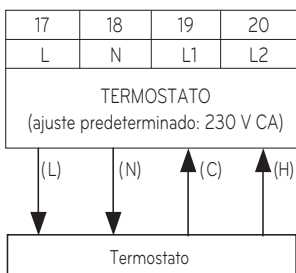 17 18 19 20
L N L1 L2
TERMOSTATO
(ajuste predeterminado: 230 V CA)
(L) (N) (C) (H)
Termostato